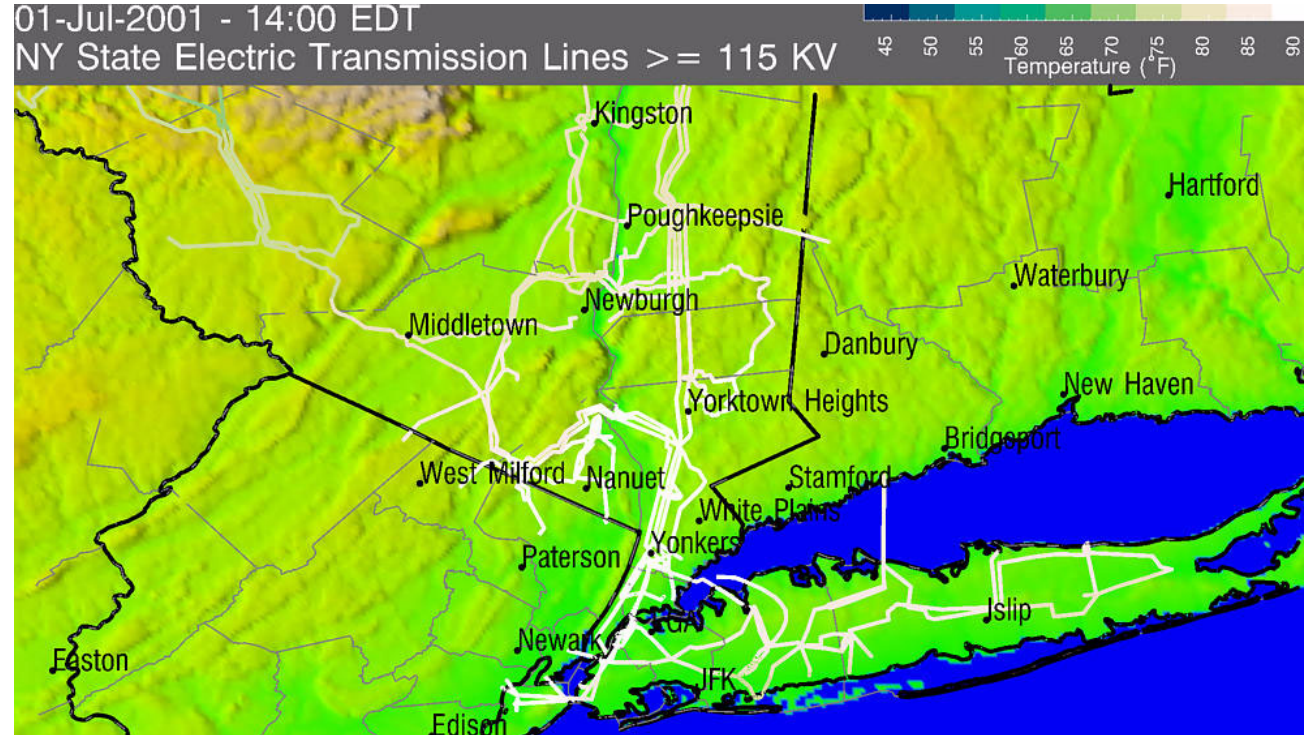 01-Jul-2001 - 14:00 EDT
NY State Electric Transmission Lines >= 115 KV
45 50 55 60 65 70 75 80 85 90
Temperature (°F)
Kingston
Hartford
Poughkeepsie
Waterbury
Newburgh
Middletown
Danbury
New Haven
Yorktown Heights
Bridgeport
West Milford
Nanuet
Stamford
White Plains
Yonkers
Paterson
Islip
LGA
Newark
Easton
JFK
Edison